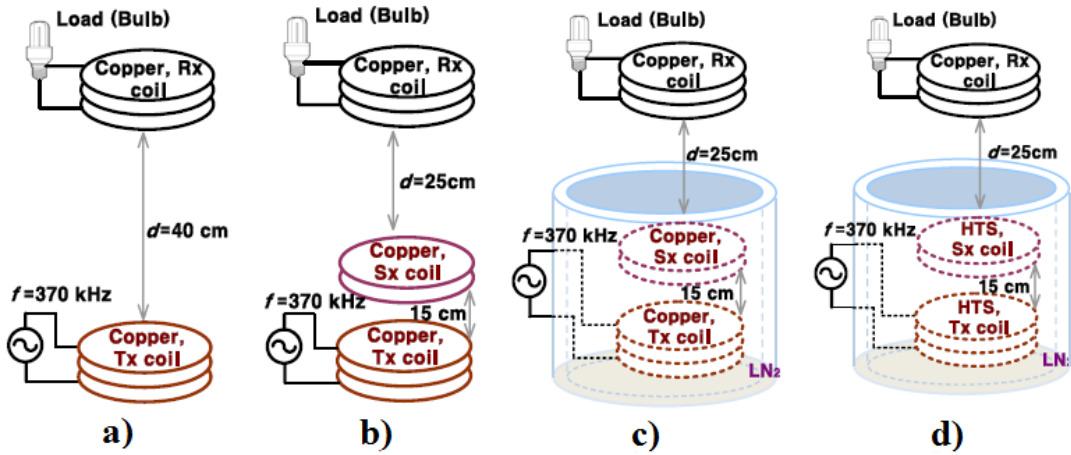 Load (Bulb)
Copper, Rx
coil
d=40 cm
f=370 kHz
Copper,
Tx coil
a)
Load (Bulb)
Copper, Rx
coil
d=25cm
Copper,
Sx coil
15 cm
f=370 kHz
Copper,
Tx coil
b)
Load (Bulb)
Copper, Rx
coil
d=25cm
f=370 kHz
Copper,
Sx coil
15 cm
Copper,
Tx coil
LN₂
c)
Load (Bulb)
Copper, Rx
coil
d=25cm
f=370 kHz
HTS,
Sx coil
15 cm
HTS,
Tx coil
LN
d)